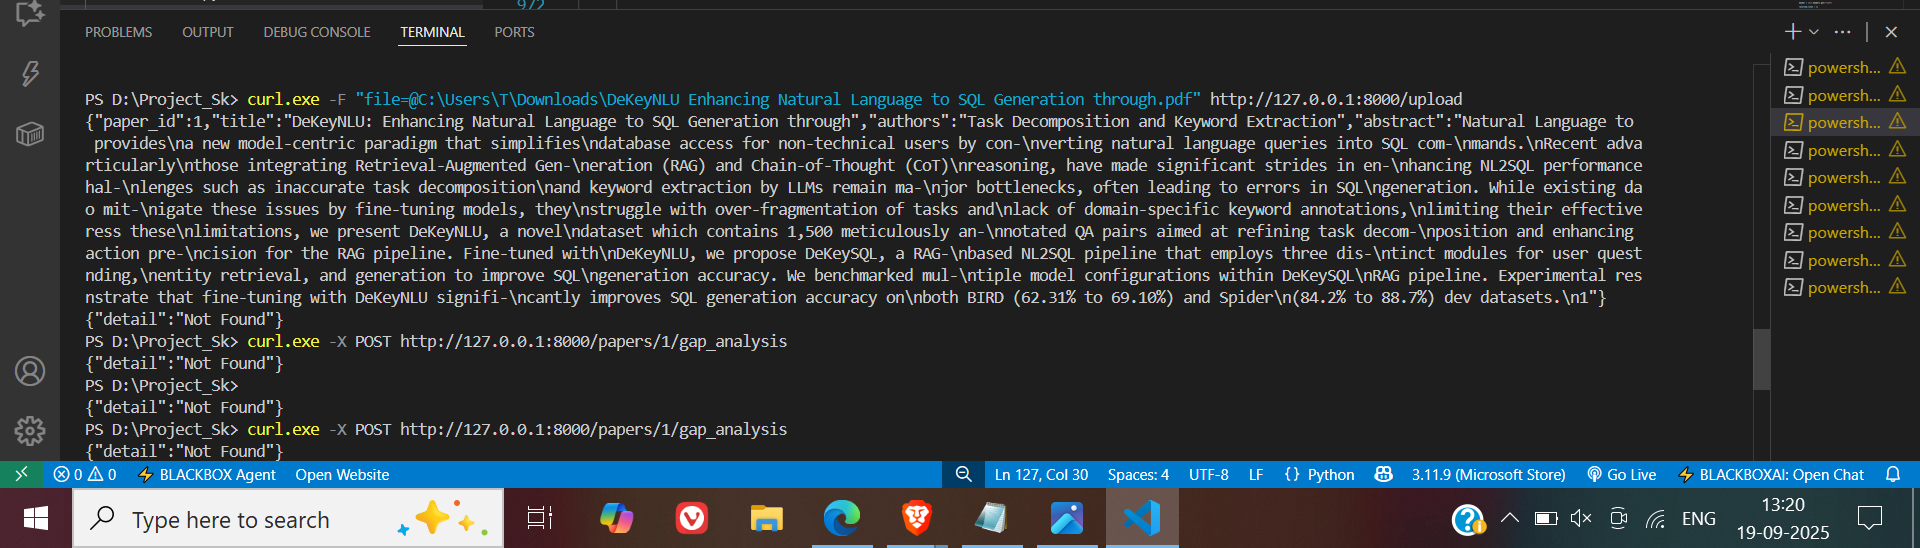 972
PROBLEMS OUTPUT DEBUG CONSOLE TERMINAL PORTS
PS D:\Project_Sk> curl.exe -F "file=@C:\Users\T\Downloads\DeKeyNLU Enhancing Natural Language to SQL Generation through.pdf" http://127.0.0.1:8000/upload
{"paper_id":1,"title":"DeKeyNLU: Enhancing Natural Language to SQL Generation through","authors":"Task Decomposition and Keyword Extraction","abstract":"Natural Language to
provides\na new model-centric paradigm that simplifies\ndatabase access for non-technical users by con-\nverting natural language queries into SQL com-\nmands.\nRecent adva
rticularly\nthose integrating Retrieval-Augmented Gen-\neration (RAG) and Chain-of-Thought (CoT)\nreasoning, have made significant strides in en-\nhancing NL2SQL performance
hal-\nlenges such as inaccurate task decomposition\nand keyword extraction by LLMs remain ma-\njor bottlenecks, often leading to errors in SQL\ngeneration. While existing da
o mit-\nigate these issues by fine-tuning models, they\nstruggle with over-fragmentation of tasks and\nlack of domain-specific keyword annotations,\nlimiting their effective
ress these\nlimitations, we present DeKeyNLU, a novel\ndataset which contains 1,500 meticulously an-\nnotated QA pairs aimed at refining task decom-\nposition and enhancing
action pre-\ncision for the RAG pipeline. Fine-tuned with\nDeKeyNLU, we propose DeKeySQL, a RAG-\nbased NL2SQL pipeline that employs three dis-\ntinct modules for user quest
nding,\nentity retrieval, and generation to improve SQL\ngeneration accuracy. We benchmarked mul-\ntiple model configurations within DeKeySQL\nRAG pipeline. Experimental res
nstrate that fine-tuning with DeKeyNLU signifi-\ncantly improves SQL generation accuracy on\nboth BIRD (62.31% to 69.10%) and Spider\n(84.2% to 88.7%) dev datasets.\n1"}
{"detail":"Not Found"}
PS D:\Project_Sk> curl.exe -X POST http://127.0.0.1:8000/papers/1/gap_analysis
{"detail":"Not Found"}
PS D:\Project_Sk>
{"detail":"Not Found"}
PS D:\Project_Sk> curl.exe -X POST http://127.0.0.1:8000/papers/1/gap_analysis
{"detail":"Not Found"}
powersh...
powersh...
powersh...
powersh...
powersh...
powersh...
powersh...
powersh...
powersh...
0 0 BLACKBOX Agent Open Website Ln 127, Col 30 Spaces: 4 UTF-8 LF {} Python 3.11.9 (Microsoft Store) Go Live BLACKBOXAI: Open Chat
Type here to search
ENG
13:20
19-09-2025